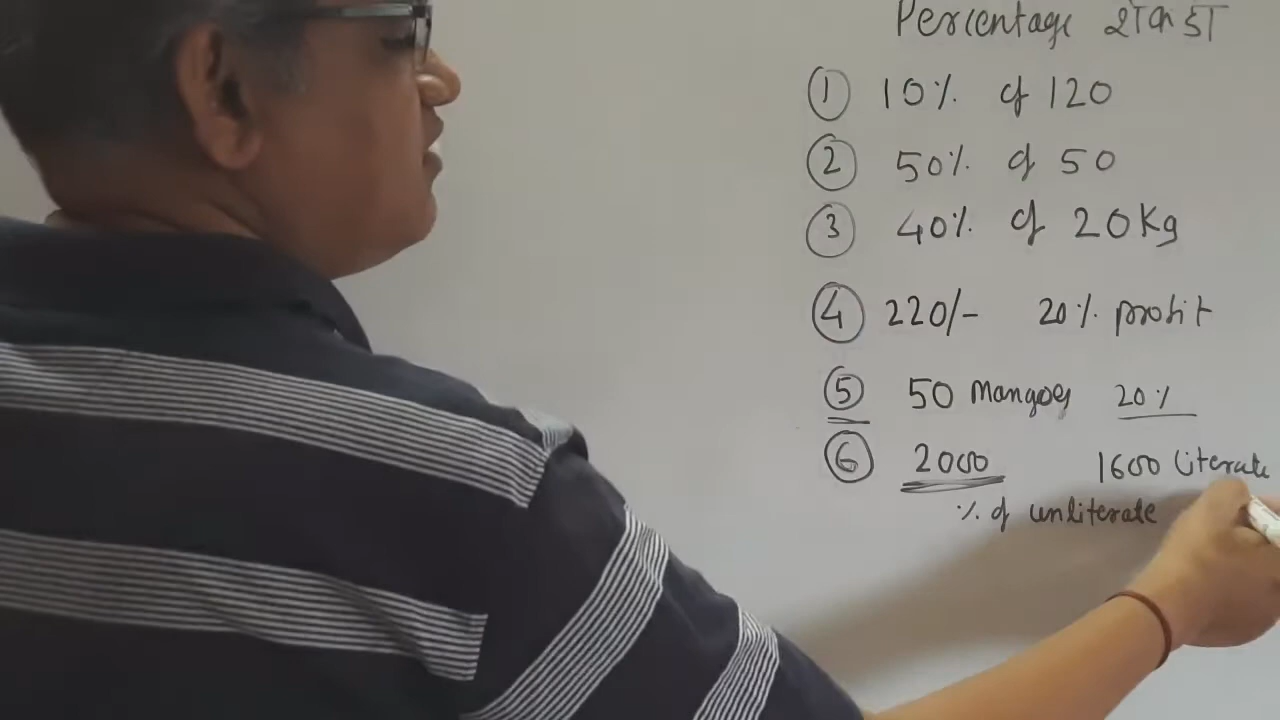 Percentage
① 10% of 120
② 50% of 50
③ 40% of 20Kg
④ 220/- 20% profit
⑤ 50 Mangoes 20%
⑥ 2000 1600 literate
% of unliterate